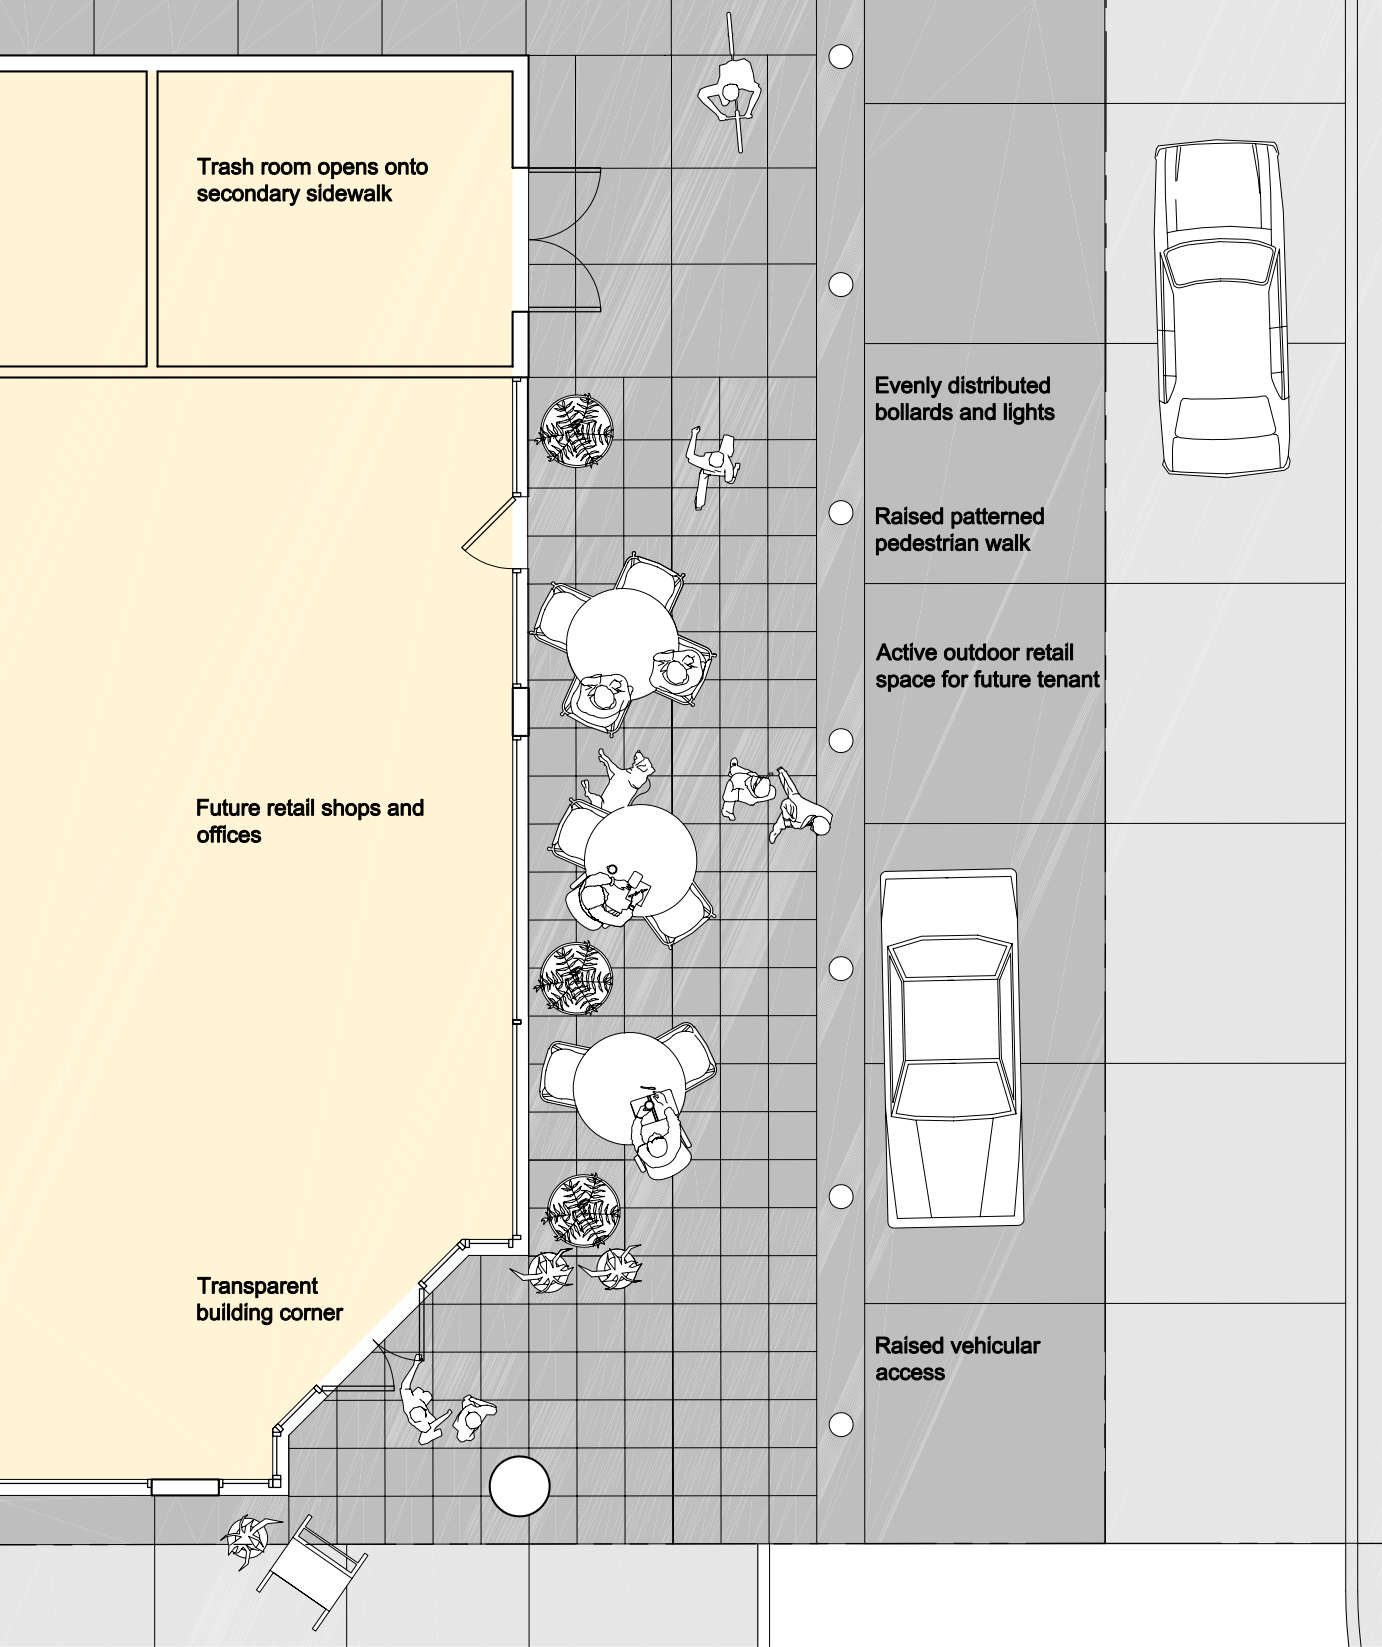 Trash room opens onto
secondary sidewalk
Evenly distributed
bollards and lights
Raised patterned
pedestrian walk
Active outdoor retail
space for future tenant
Future retail shops and
offices
Transparent
building corner
Raised vehicular
access